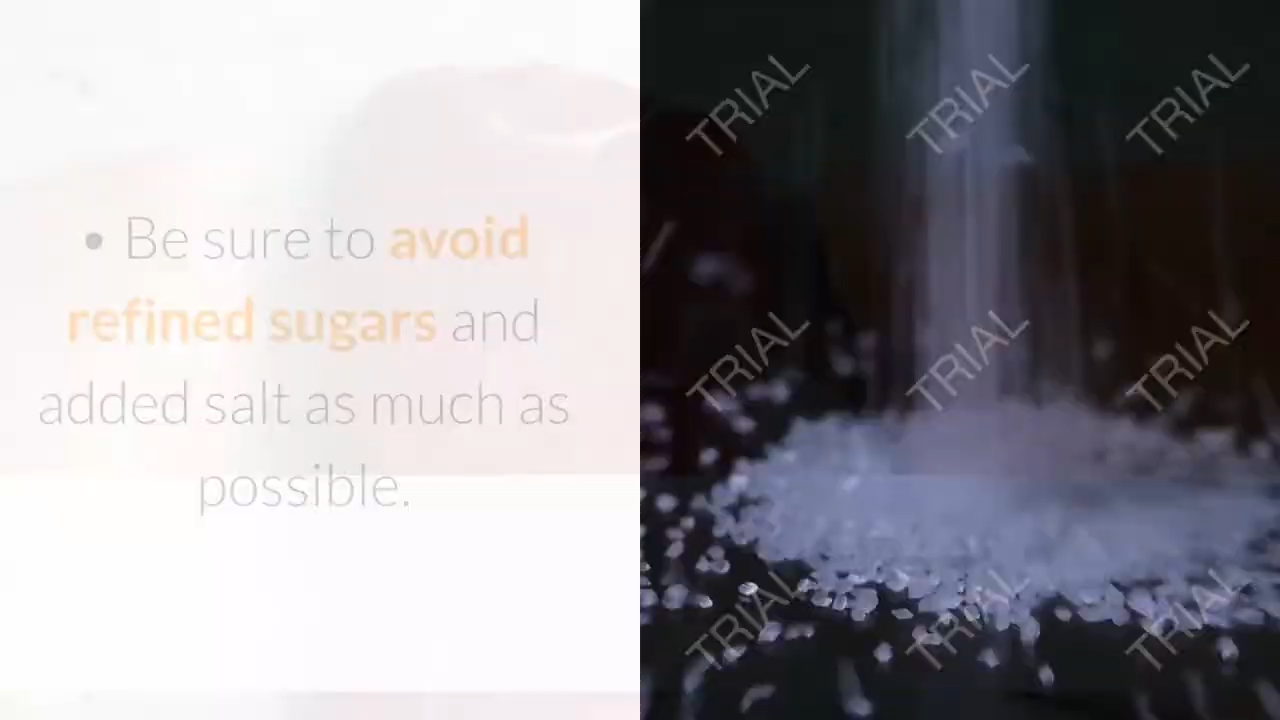 • Be sure to avoid
refined sugars and
added salt as much as
possible.
TRIAL TRIAL TRIAL
TRIAL TRIAL TRIAL
TRIAL TRIAL TRIAL